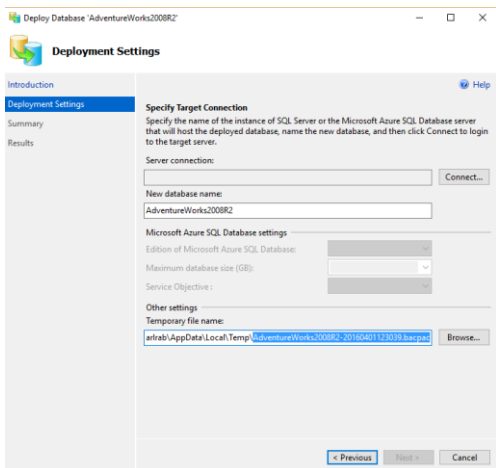 Deploy Database 'AdventureWorks2008R2'
Deployment Settings
Introduction
Help
Deployment Settings
Summary
Results
Specify Target Connection
Specify the name of the instance of SQL Server or the Microsoft Azure SQL Database server
that will host the deployed database, name the new database, and then click Connect to login
to the target server.
Server connection:
Connect...
New database name:
AdventureWorks2008R2
Microsoft Azure SQL Database settings
Edition of Microsoft Azure SQL Database:
Maximum database size (GB):
Service Objective :
Other settings
Temporary file name:
arlrab\AppData\Local\Temp\AdventureWorks2008R2-20160401123039.bacpac
Browse...
< Previous
Next >
Cancel